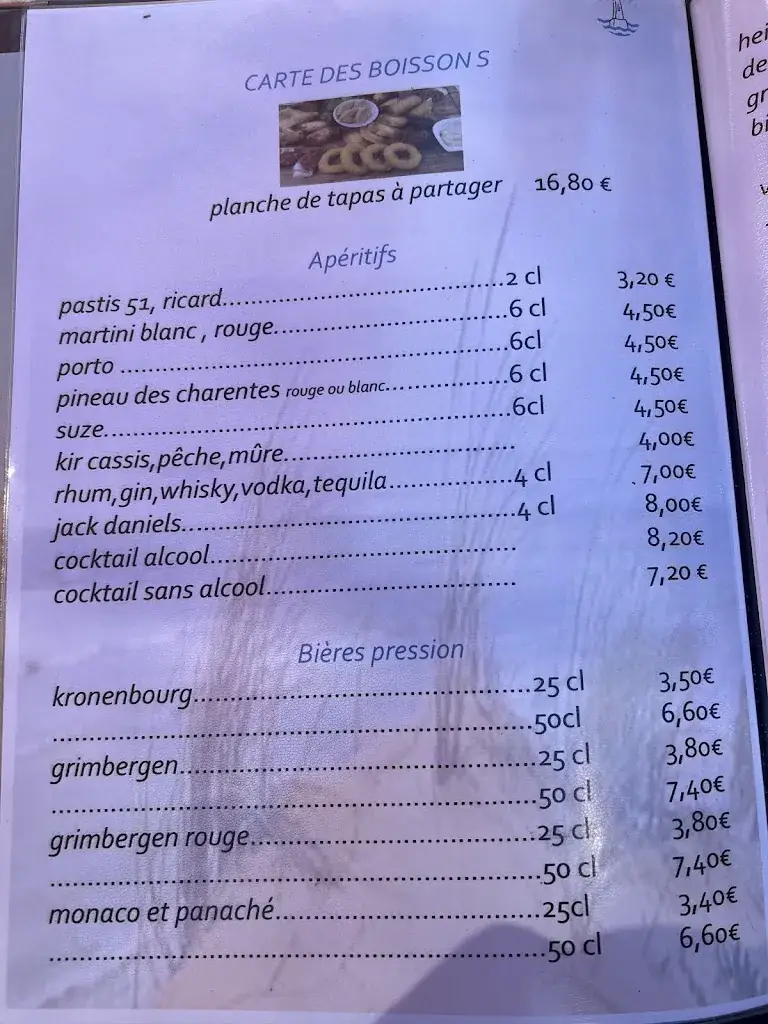 CARTE DES BOISSON S
planche de tapas à partager 16,80 €
Apéritifs
pastis 51, ricard..............................2 cl 3,20 €
martini blanc , rouge..........................6 cl 4,50€
porto .........................................6cl 4,50€
pineau des charentes rouge ou blanc............6 cl 4,50€
suze...........................................6cl 4,50€
kir cassis,pêche,mûre.......................... 4,00€
rhum,gin,whisky,vodka,tequila..............4 cl 7,00€
jack daniels...................................4 cl 8,00€
cocktail alcool................................ 8,20€
cocktail sans alcool........................... 7,20 €
Bières pression
kronenbourg....................................25 cl 3,50€
...............................................50cl 6,60€
grimbergen.....................................25 cl 3,80€
...............................................50 cl 7,40€
grimbergen rouge...............................25 cl 3,80€
...............................................50 cl 7,40€
monaco et panaché..............................25cl 3,40€
...............................................50 cl 6,60€
hei
de
gr
bi